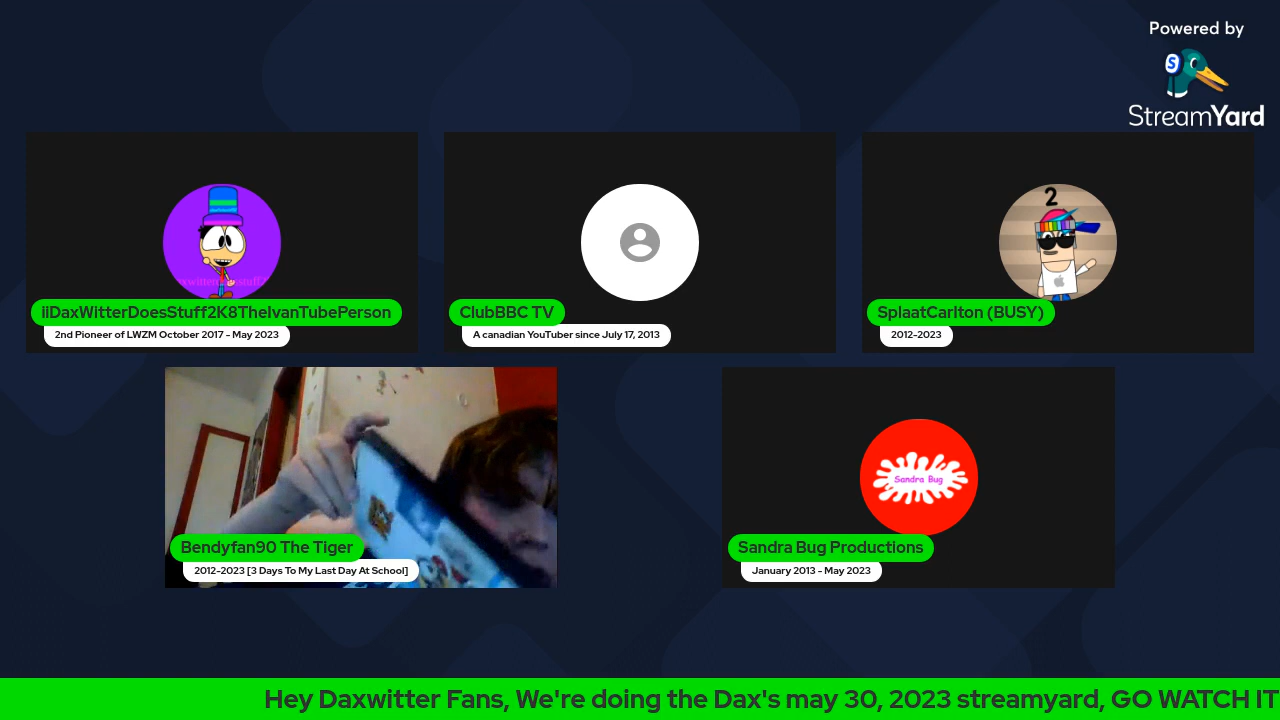 Powered by
S
StreamYard
2
xwitterdoesstuff2
iiDaxWitterDoesStuff2K8TheIvanTubePerson
2nd Pioneer of LWZM October 2017 - May 2023
ClubBBC TV
A canadian YouTuber since July 17, 2013
SplaatCarlton (BUSY)
2012-2023
Bendyfan90 The Tiger
2012-2023 [3 Days To My Last Day At School]
Sandra Bug
Sandra Bug Productions
January 2013 - May 2023
Hey Daxwitter Fans, We're doing the Dax's may 30, 2023 streamyard, GO WATCH IT